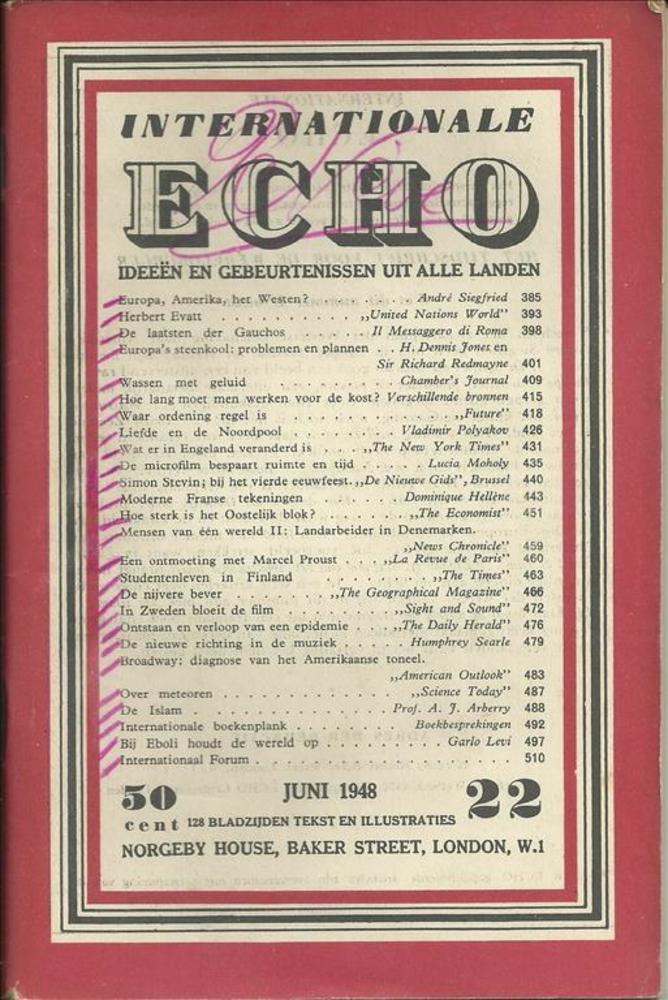 INTERNATIONALE
ECHO
IDEEËN EN GEBEURTENISSEN UIT ALLE LANDEN
Europa, Amerika, het Westen? . . . . . André Siegfried 385
Herbert Evatt . . . . . . . . . . „United Nations World” 393
De laatsten der Gauchos . . . . . Il Messaggero di Roma 398
Europa's steenkool: problemen en plannen . . H. Dennis Jones en
Sir Richard Redmayne 401
Wassen met geluid . . . . . . . . . Chamber's Journal 409
Hoe lang moet men werken voor de kost? Verschillende bronnen 415
Waar ordening regel is . . . . . . . . . . . . „Future” 418
Liefde en de Noordpool . . . . . . . . Vladimir Polyakov 426
Wat er in Engeland veranderd is . . . „The New York Times” 431
De microfilm bespaart ruimte en tijd . . . . . Lucia Moholy 435
Simon Stevin; bij het vierde eeuwfeest. „De Nieuwe Gids”, Brussel 440
Moderne Franse tekeningen . . . . . . . Dominique Hellène 443
Hoe sterk is het Oostelijk blok? . . . . . . . „The Economist” 451
Mensen van één wereld II: Landarbeider in Denemarken.
„News Chronicle” 459
Een ontmoeting met Marcel Proust . . . „La Revue de Paris” 460
Studentenleven in Finland . . . . . . . . „The Times” 463
De nijvere bever . . . . . . . „The Geographical Magazine” 466
In Zweden bloeit de film . . . . . . . . „Sight and Sound” 472
Ontstaan en verloop van een epidemie . . . . „The Daily Herald” 476
De nieuwe richting in de muziek . . . . . Humphrey Searle 479
Broadway: diagnose van het Amerikaanse toneel.
„American Outlook” 483
Over meteoren . . . . . . . . . . . . „Science Today” 487
De Islam . . . . . . . . . . . . . . Prof. A. J. Arberry 488
Internationale boekenplank . . . . . . . . Boekbesprekingen 492
Bij Eboli houdt de wereld op . . . . . . . . . Garlo Levi 497
Internationaal Forum . . . . . . . . . . . . . . . . . 510
50 JUNI 1948 22
cent 128 BLADZIJDEN TEKST EN ILLUSTRATIES
NORGEBY HOUSE, BAKER STREET, LONDON, W.1